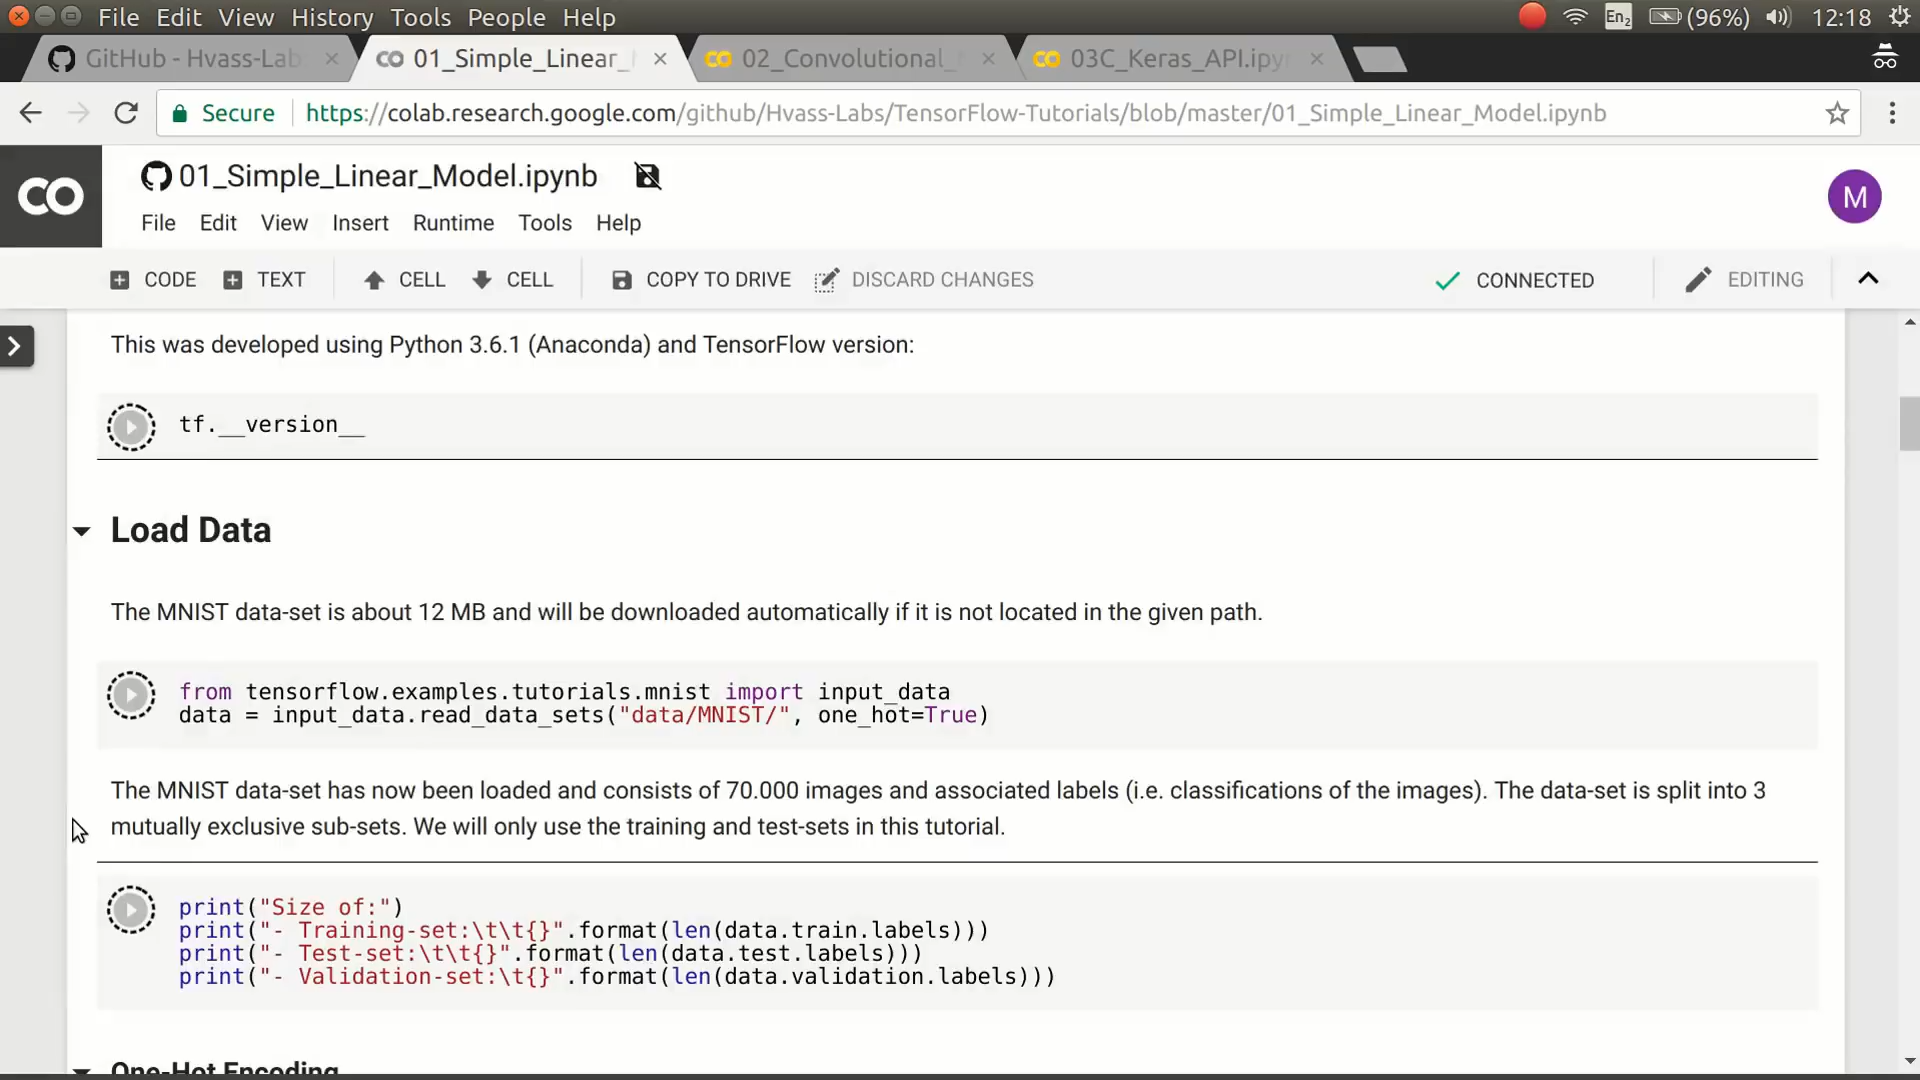 File Edit View History Tools People Help
En2 (96%) 12:18
GitHub - Hvass-Lab
01_Simple_Linear_
02_Convolutional_
03C_Keras_API.ipy
Secure https://colab.research.google.com/github/Hvass-Labs/TensorFlow-Tutorials/blob/master/01_Simple_Linear_Model.ipynb
CO
01_Simple_Linear_Model.ipynb
M
File Edit View Insert Runtime Tools Help
CODE TEXT CELL CELL COPY TO DRIVE DISCARD CHANGES CONNECTED EDITING
This was developed using Python 3.6.1 (Anaconda) and TensorFlow version:
tf.__version__
Load Data
The MNIST data-set is about 12 MB and will be downloaded automatically if it is not located in the given path.
from tensorflow.examples.tutorials.mnist import input_data
data = input_data.read_data_sets("data/MNIST/", one_hot=True)
The MNIST data-set has now been loaded and consists of 70.000 images and associated labels (i.e. classifications of the images). The data-set is split into 3
mutually exclusive sub-sets. We will only use the training and test-sets in this tutorial.
print("Size of:")
print("- Training-set:\t\t{}".format(len(data.train.labels)))
print("- Test-set:\t\t{}".format(len(data.test.labels)))
print("- Validation-set:\t{}".format(len(data.validation.labels)))
One-Hot Encoding